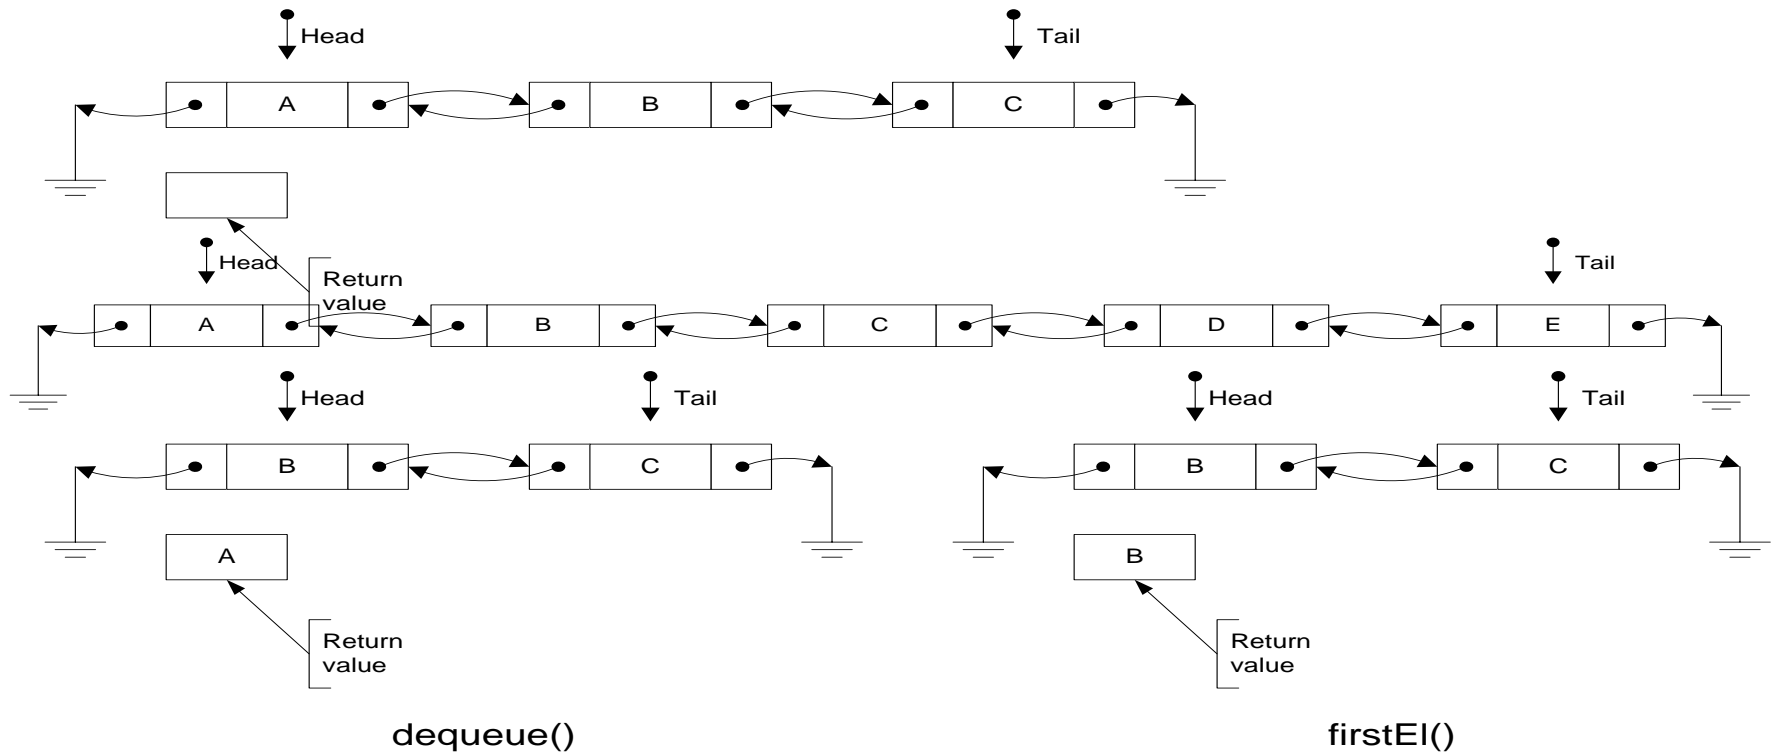 Head
Tail
A
B
C
Head
Return
value
Tail
A
B
C
D
E
Head
Tail
Head
Tail
B
C
B
C
A
B
Return
value
Return
value
dequeue()
firstEl()